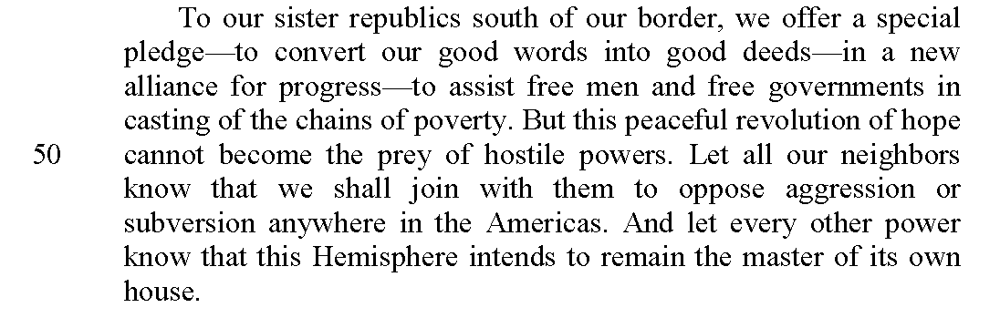 To our sister republics south of our border, we offer a special
pledge—to convert our good words into good deeds—in a new
alliance for progress—to assist free men and free governments in
casting of the chains of poverty. But this peaceful revolution of hope
50 cannot become the prey of hostile powers. Let all our neighbors
know that we shall join with them to oppose aggression or
subversion anywhere in the Americas. And let every other power
know that this Hemisphere intends to remain the master of its own
house.